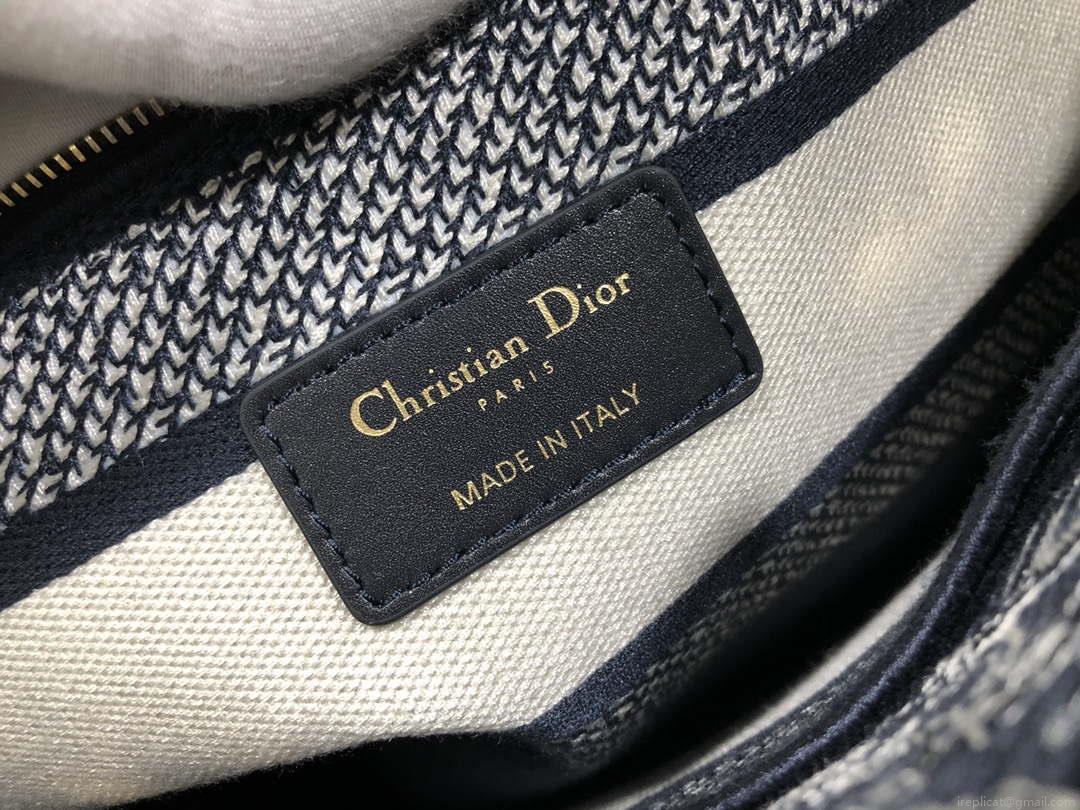 Christian Dior
PARIS
MADE IN ITALY
ireplicat@gmail.com